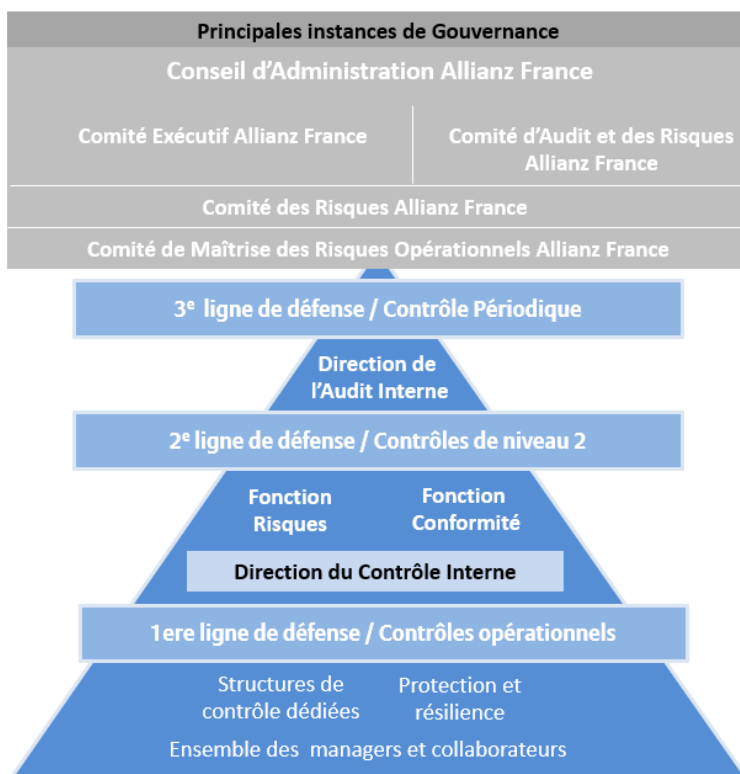 Principales instances de Gouvernance
Conseil d'Administration Allianz France
Comité Exécutif Allianz France
Comité d'Audit et des Risques
Allianz France
Comité des Risques Allianz France
Comité de Maîtrise des Risques Opérationnels Allianz France
3e ligne de défense / Contrôle Périodique
Direction de
l'Audit Interne
2e ligne de défense / Contrôles de niveau 2
Fonction
Risques
Fonction
Conformité
Direction du Contrôle Interne
1ere ligne de défense / Contrôles opérationnels
Structures de
contrôle dédiées
Protection et
résilience
Ensemble des managers et collaborateurs